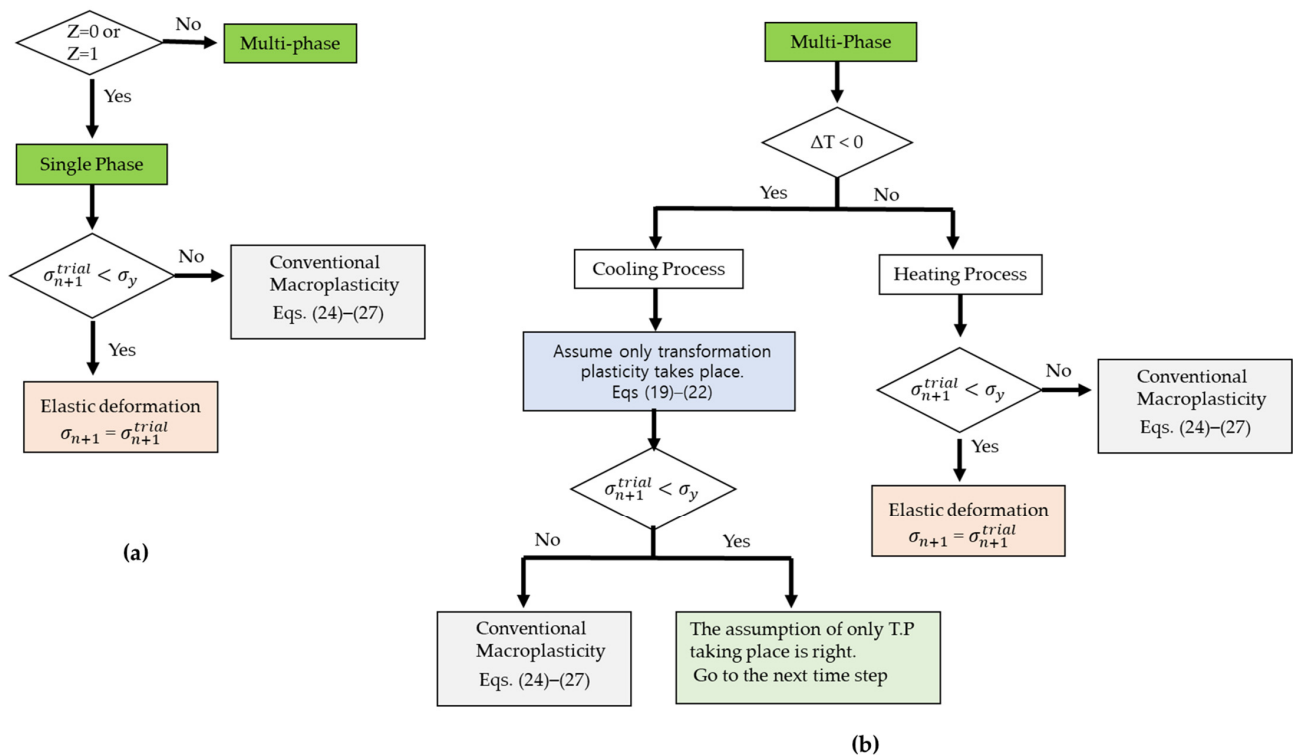 Z=0 or
Z=1
No
Multi-phase
Yes
Single Phase
σ_{n+1}^{trial} < σ_y
No
Conventional
Macroplasticity
Eqs. (24)–(27)
Yes
Elastic deformation
σ_{n+1} = σ_{n+1}^{trial}
(a)
Multi-Phase
ΔT < 0
Yes
No
Cooling Process
Heating Process
Assume only transformation
plasticity takes place.
Eqs (19)–(22)
σ_{n+1}^{trial} < σ_y
No
Conventional
Macroplasticity
Eqs. (24)–(27)
Yes
Elastic deformation
σ_{n+1} = σ_{n+1}^{trial}
σ_{n+1}^{trial} < σ_y
No
Yes
Conventional
Macroplasticity
Eqs. (24)–(27)
The assumption of only T.P
taking place is right.
Go to the next time step
(b)